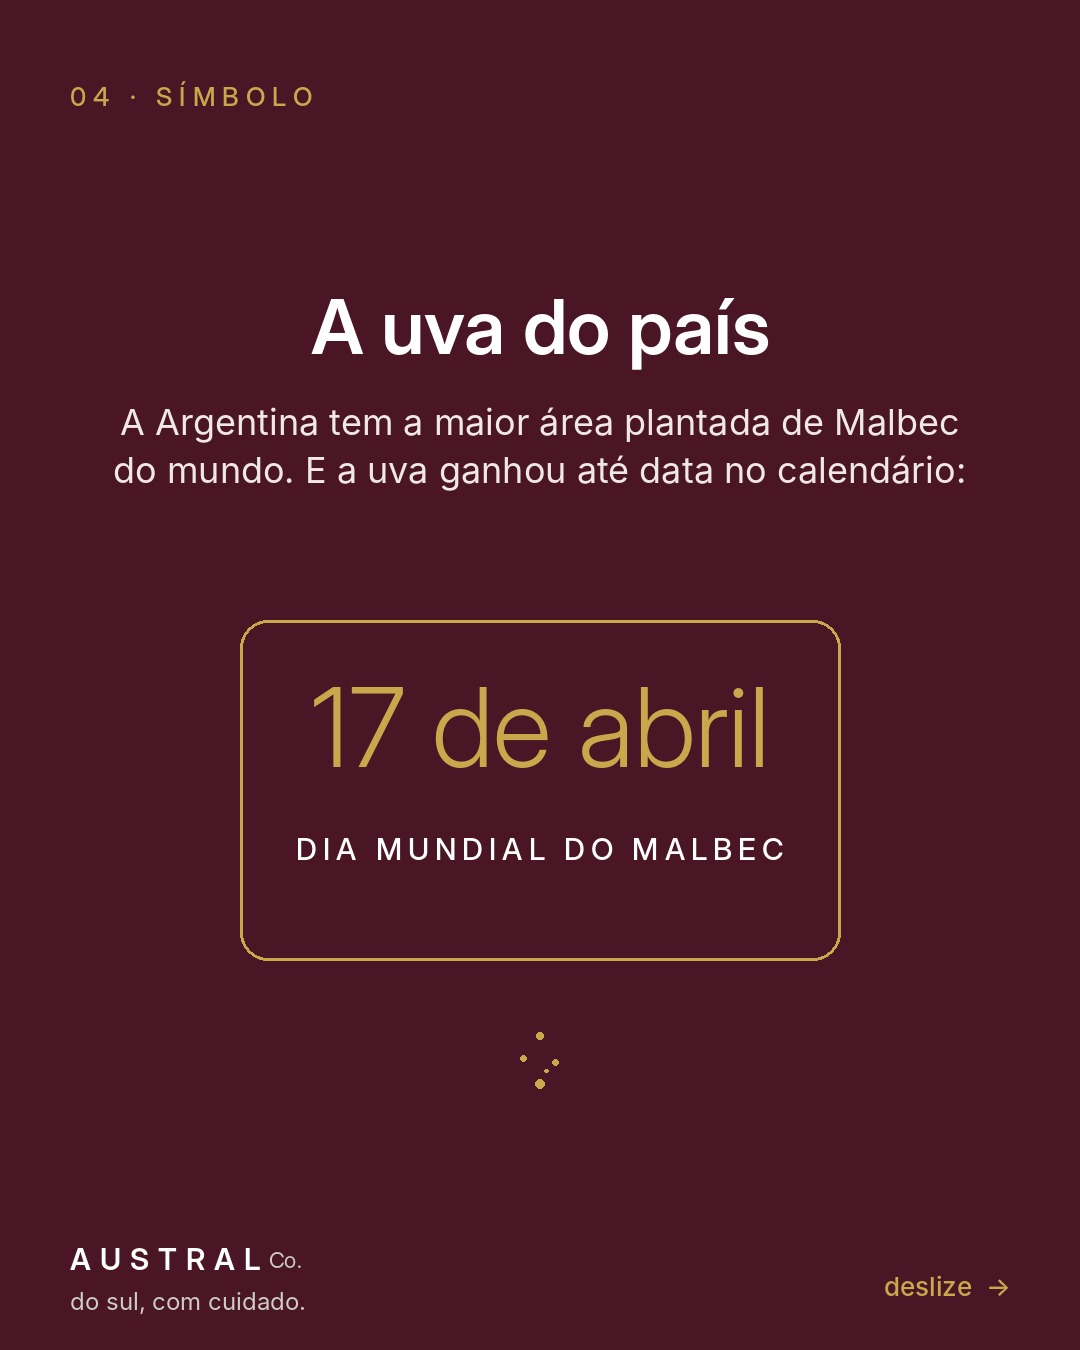 04 · SÍMBOLO
A uva do país
A Argentina tem a maior área plantada de Malbec
do mundo. E a uva ganhou até data no calendário:
17 de abril
DIA MUNDIAL DO MALBEC
AUSTRAL Co.
do sul, com cuidado.
deslize →